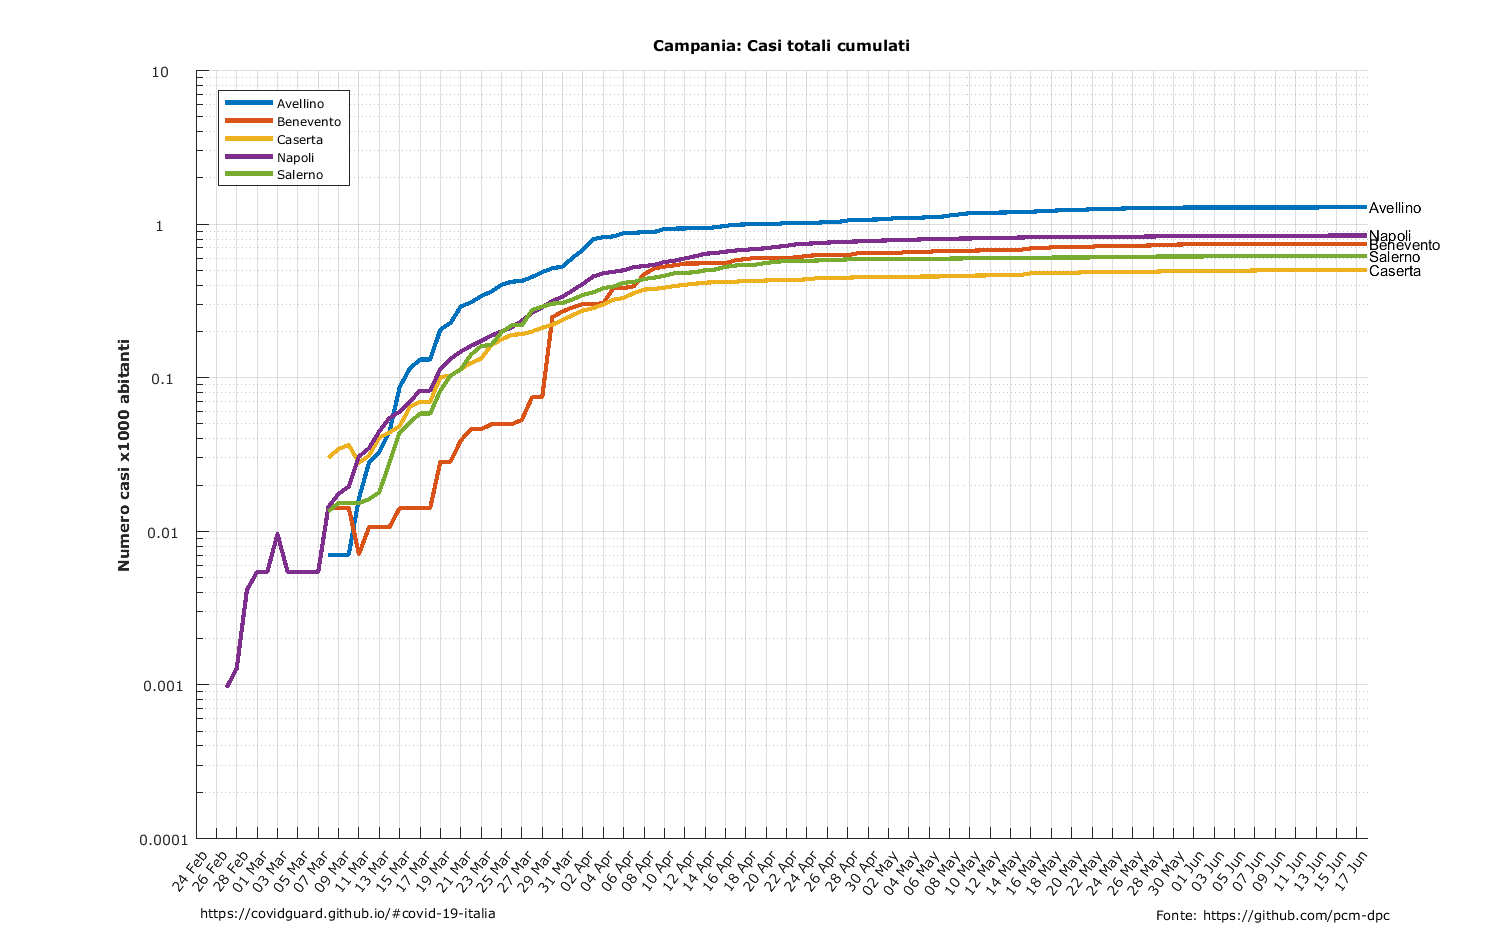 Campania: Casi totali cumulati
10
1
0.1
0.01
0.001
0.0001
Numero casi x1000 abitanti
Avellino
Benevento
Caserta
Napoli
Salerno
Avellino
Napoli
Benevento
Salerno
Caserta
24 Feb
26 Feb
28 Feb
01 Mar
03 Mar
05 Mar
07 Mar
09 Mar
11 Mar
13 Mar
15 Mar
17 Mar
19 Mar
21 Mar
23 Mar
25 Mar
27 Mar
29 Mar
31 Mar
02 Apr
04 Apr
06 Apr
08 Apr
10 Apr
12 Apr
14 Apr
16 Apr
18 Apr
20 Apr
22 Apr
24 Apr
26 Apr
28 Apr
30 Apr
02 May
04 May
06 May
08 May
10 May
12 May
14 May
16 May
18 May
20 May
22 May
24 May
26 May
28 May
30 May
01 Jun
03 Jun
05 Jun
07 Jun
09 Jun
11 Jun
13 Jun
15 Jun
17 Jun
https://covidguard.github.io/#covid-19-italia
Fonte: https://github.com/pcm-dpc